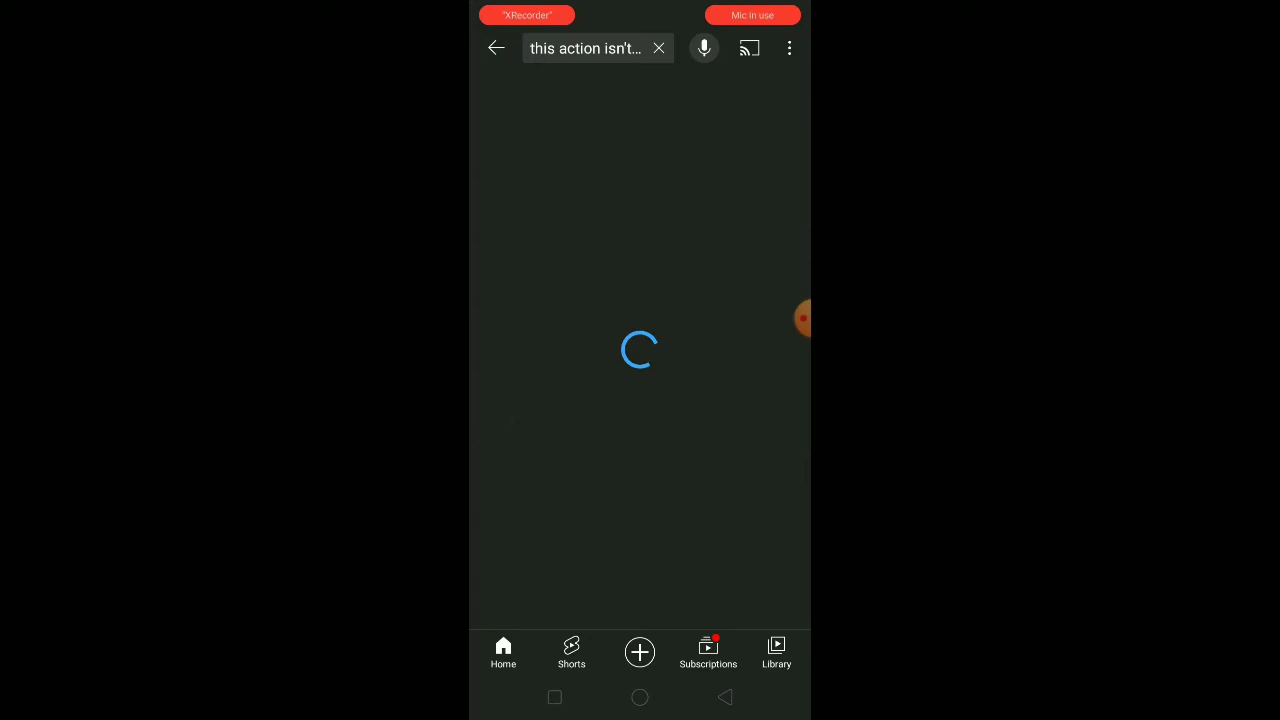 "XRecorder"
Mic in use
this action isn't...
Home
Shorts
Subscriptions
Library